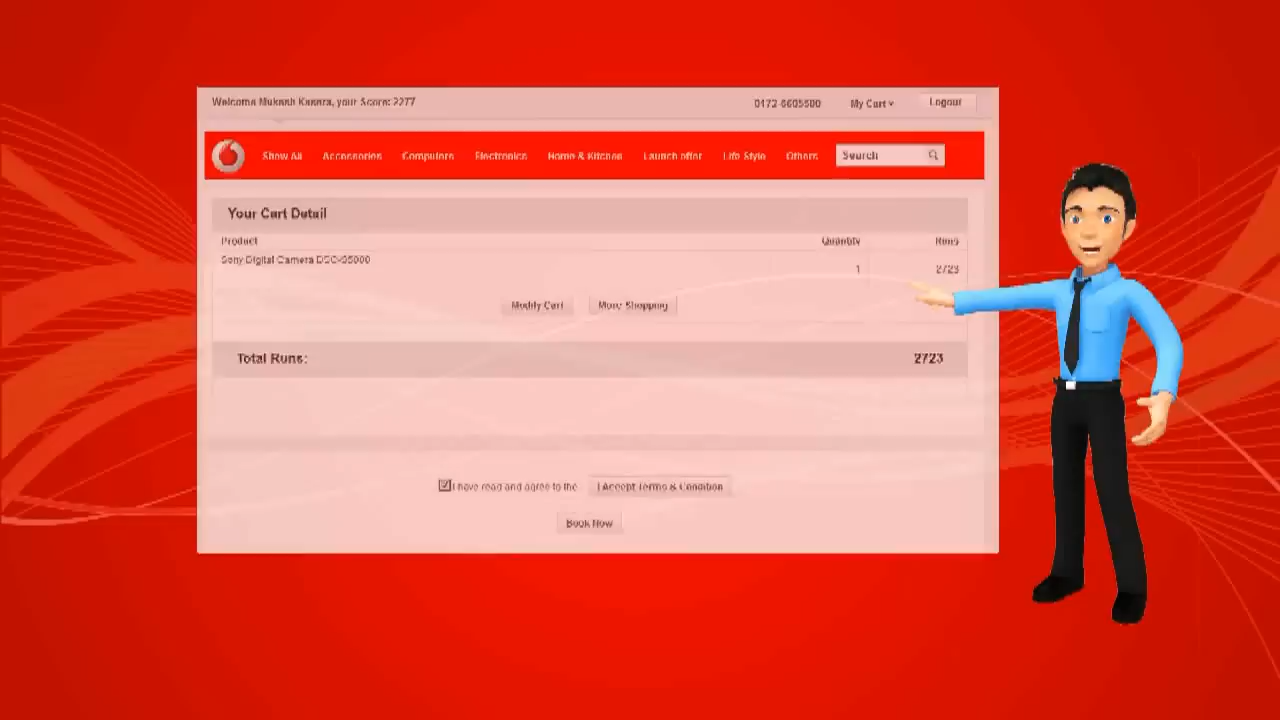 Welcome Mukesh Kasera, your Score: 2277
0172-6605500 My Cart Logout
Show All Accessories Computers Electronics Home & Kitchen Launch offer Life Style Others Search
Your Cart Detail
Product Quantity Runs
Sony Digital Camera
1 2723
Modify Cart More Shopping
Total Runs: 2723
I have read and agree to the I Accept Terms & Condition
Book Now